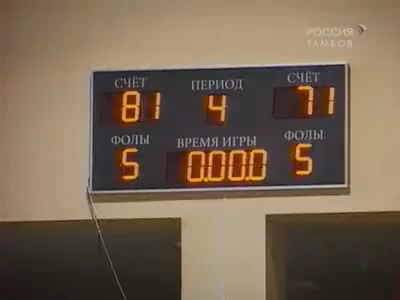 РОССИЯ
ТАМБОВ
СЧЁТ ПЕРИОД СЧЁТ
81 4 71
ФОЛЫ ВРЕМЯ ИГРЫ ФОЛЫ
5 0.00.0 5